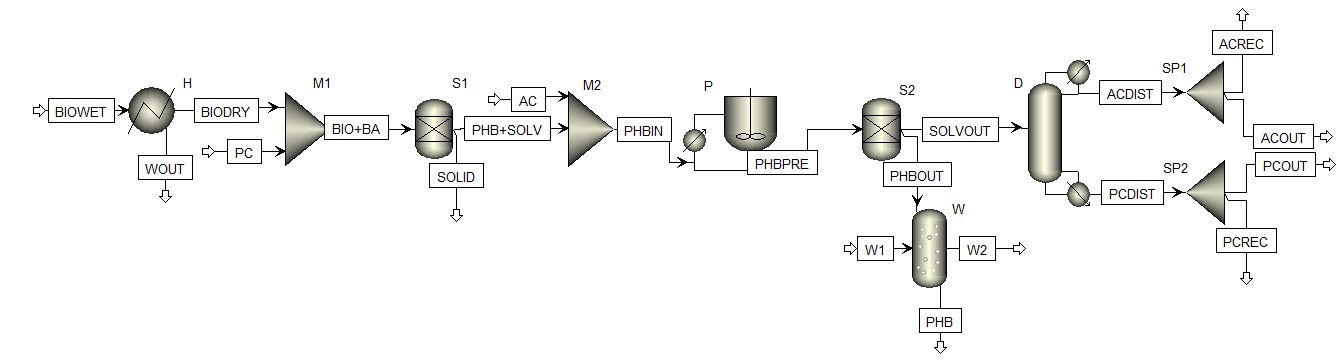 ACREC
SP1
H
M1
S1
M2
P
S2
D
ACDIST
AC
BIOWET
BIODRY
BIO+BA
PHB+SOLV
PHBIN
SOLVOUT
ACOUT
PC
PHBPRE
PCOUT
WOUT
SOLID
PHBOUT
SP2
PCDIST
W
PCREC
W1
W2
PHB